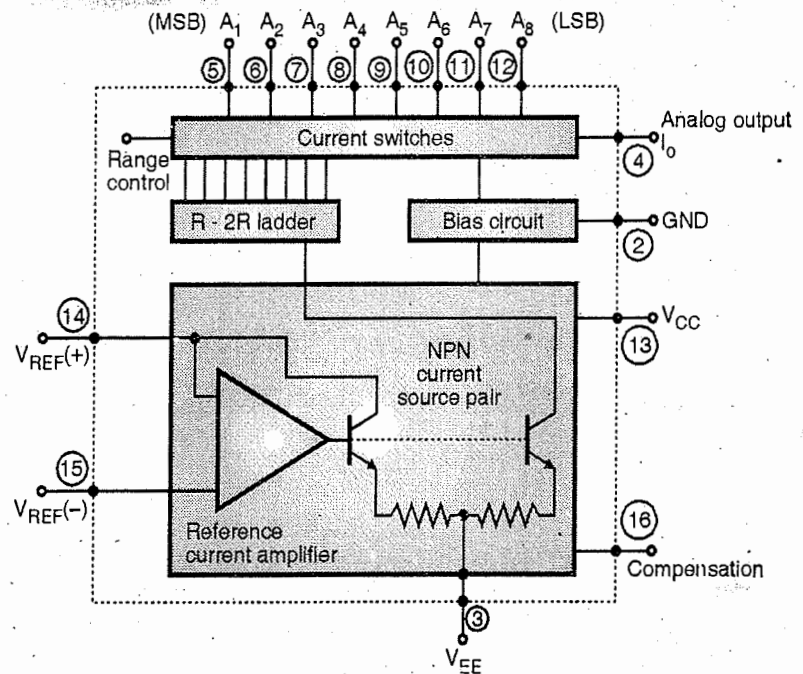 (MSB) A1 A2 A3 A4 A5 A6 A7 A8 (LSB)
5 6 7 8 9 10 11 12
Current switches
Analog output
Io
4
Range
control
R - 2R ladder
Bias circuit
GND
2
14
VCC
13
VREF(+)
NPN
current
source pair
15
VREF(–)
Reference
current amplifier
16
Compensation
3
VEE